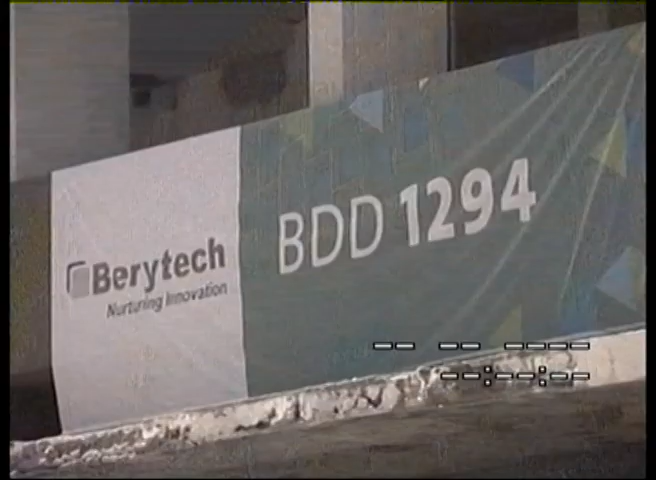 Berytech
Nurturing Innovation
BDD 1294
-- -- ----
--:--:--